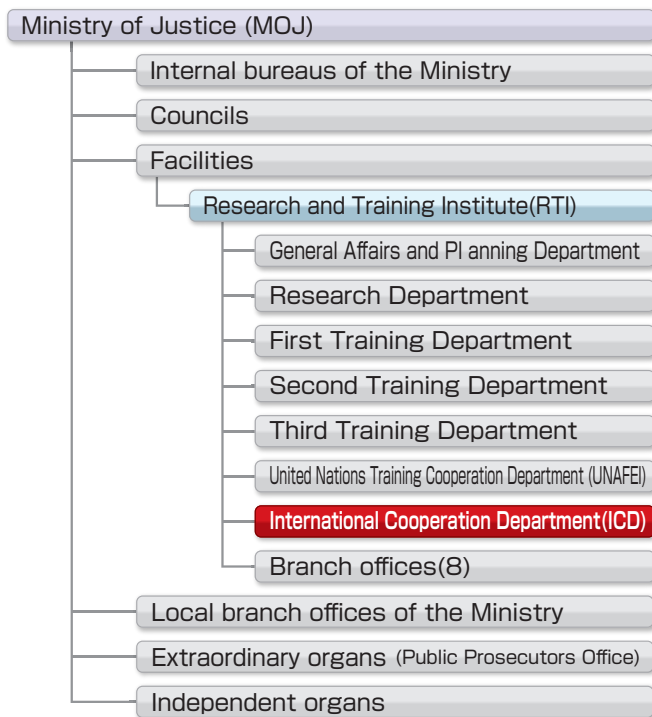 Ministry of Justice (MOJ)
Internal bureaus of the Ministry
Councils
Facilities
Research and Training Institute(RTI)
General Affairs and Pl anning Department
Research Department
First Training Department
Second Training Department
Third Training Department
United Nations Training Cooperation Department (UNAFEI)
International Cooperation Department(ICD)
Branch offices(8)
Local branch offices of the Ministry
Extraordinary organs (Public Prosecutors Office)
Independent organs